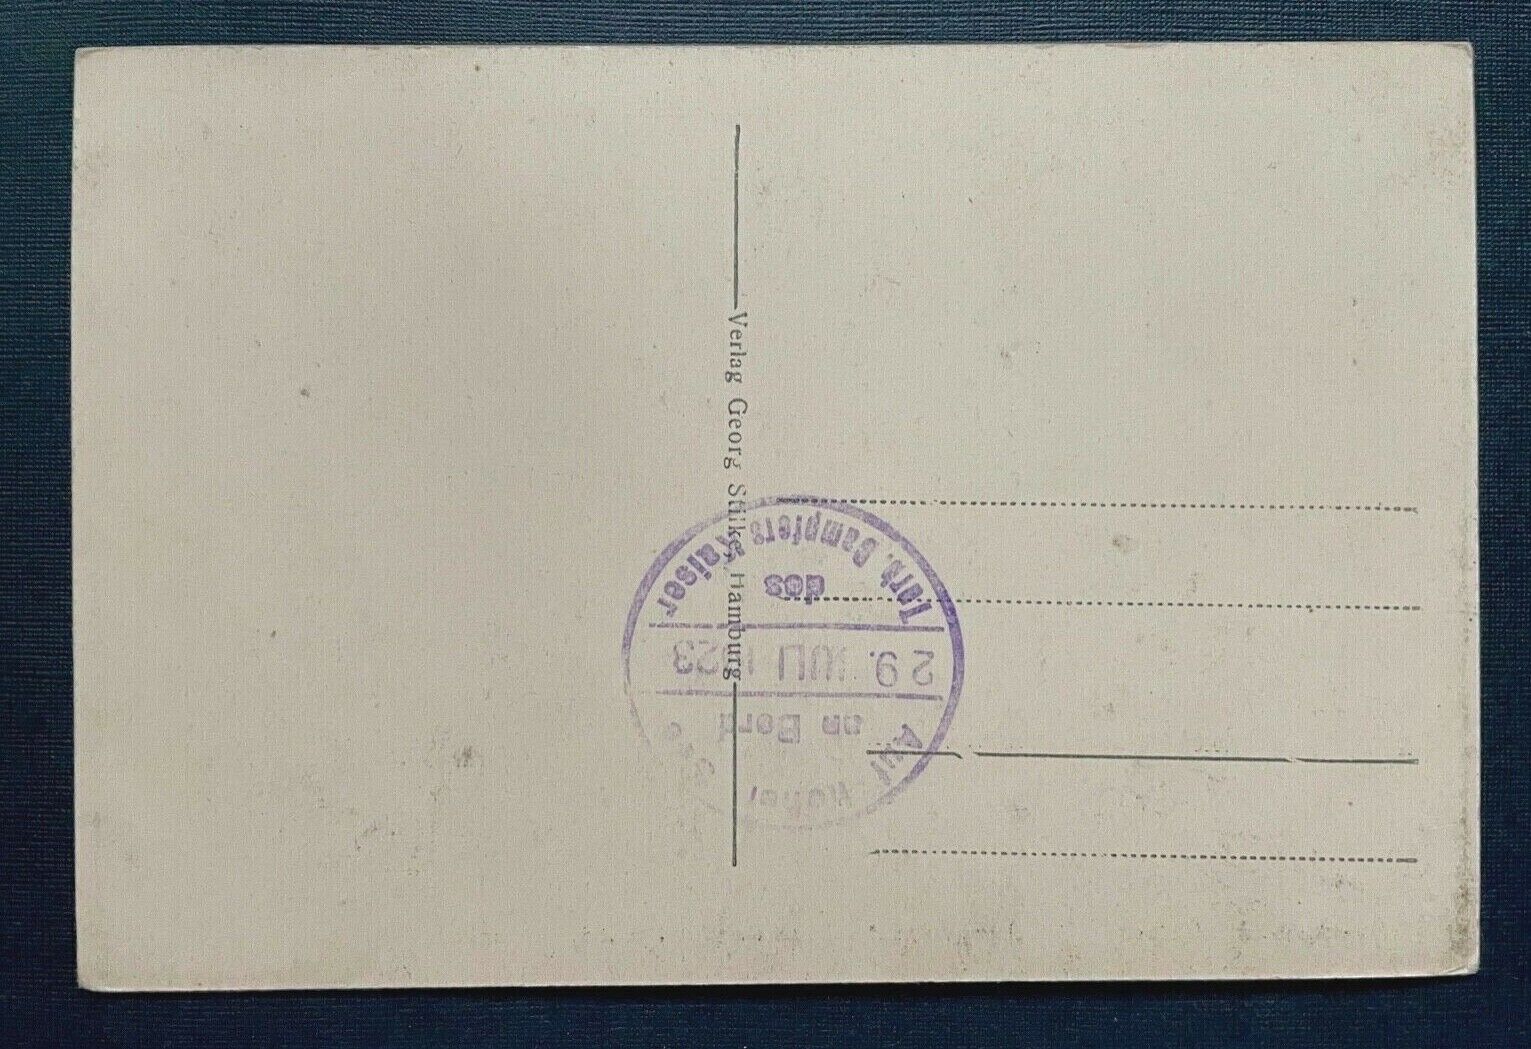 Verlag Georg Stilke, Hamburg
Auf Hoher See
an Bord
29. JULI 1923
des
Turb. Dampfers Kaiser